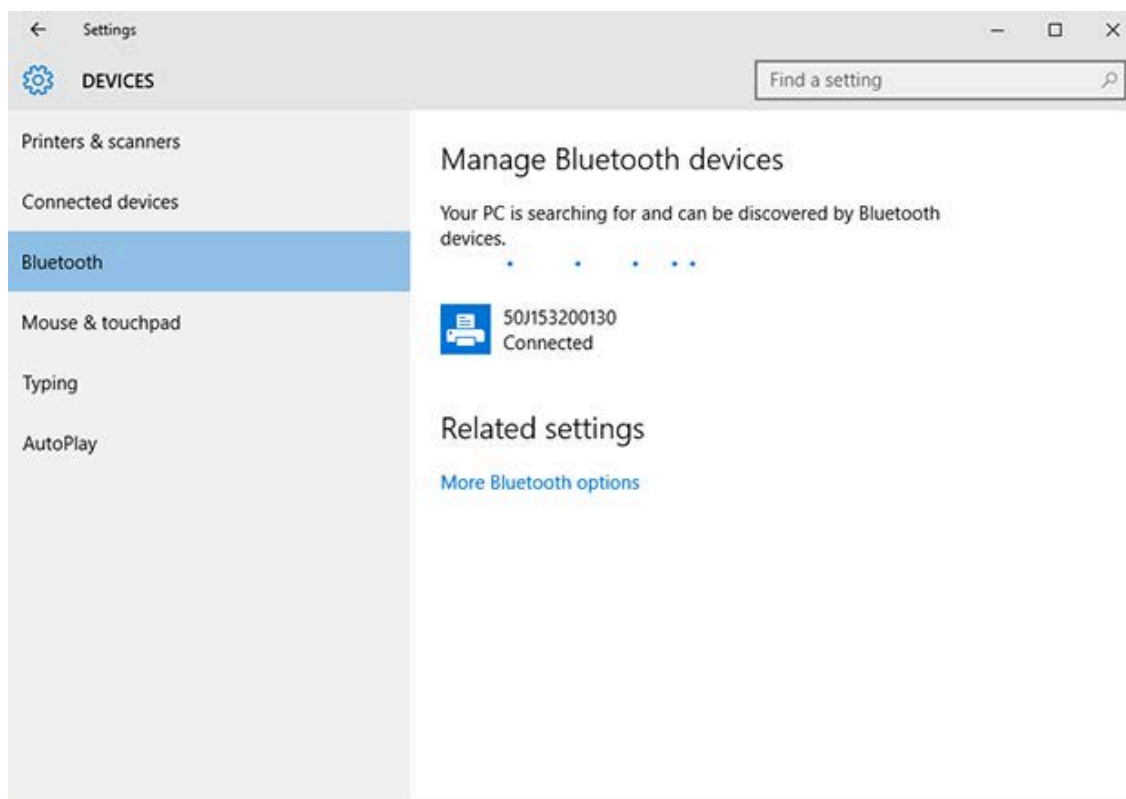 Settings
DEVICES
Find a setting
Printers & scanners
Connected devices
Bluetooth
Mouse & touchpad
Typing
AutoPlay
Manage Bluetooth devices
Your PC is searching for and can be discovered by Bluetooth
devices.
50J153200130
Connected
Related settings
More Bluetooth options